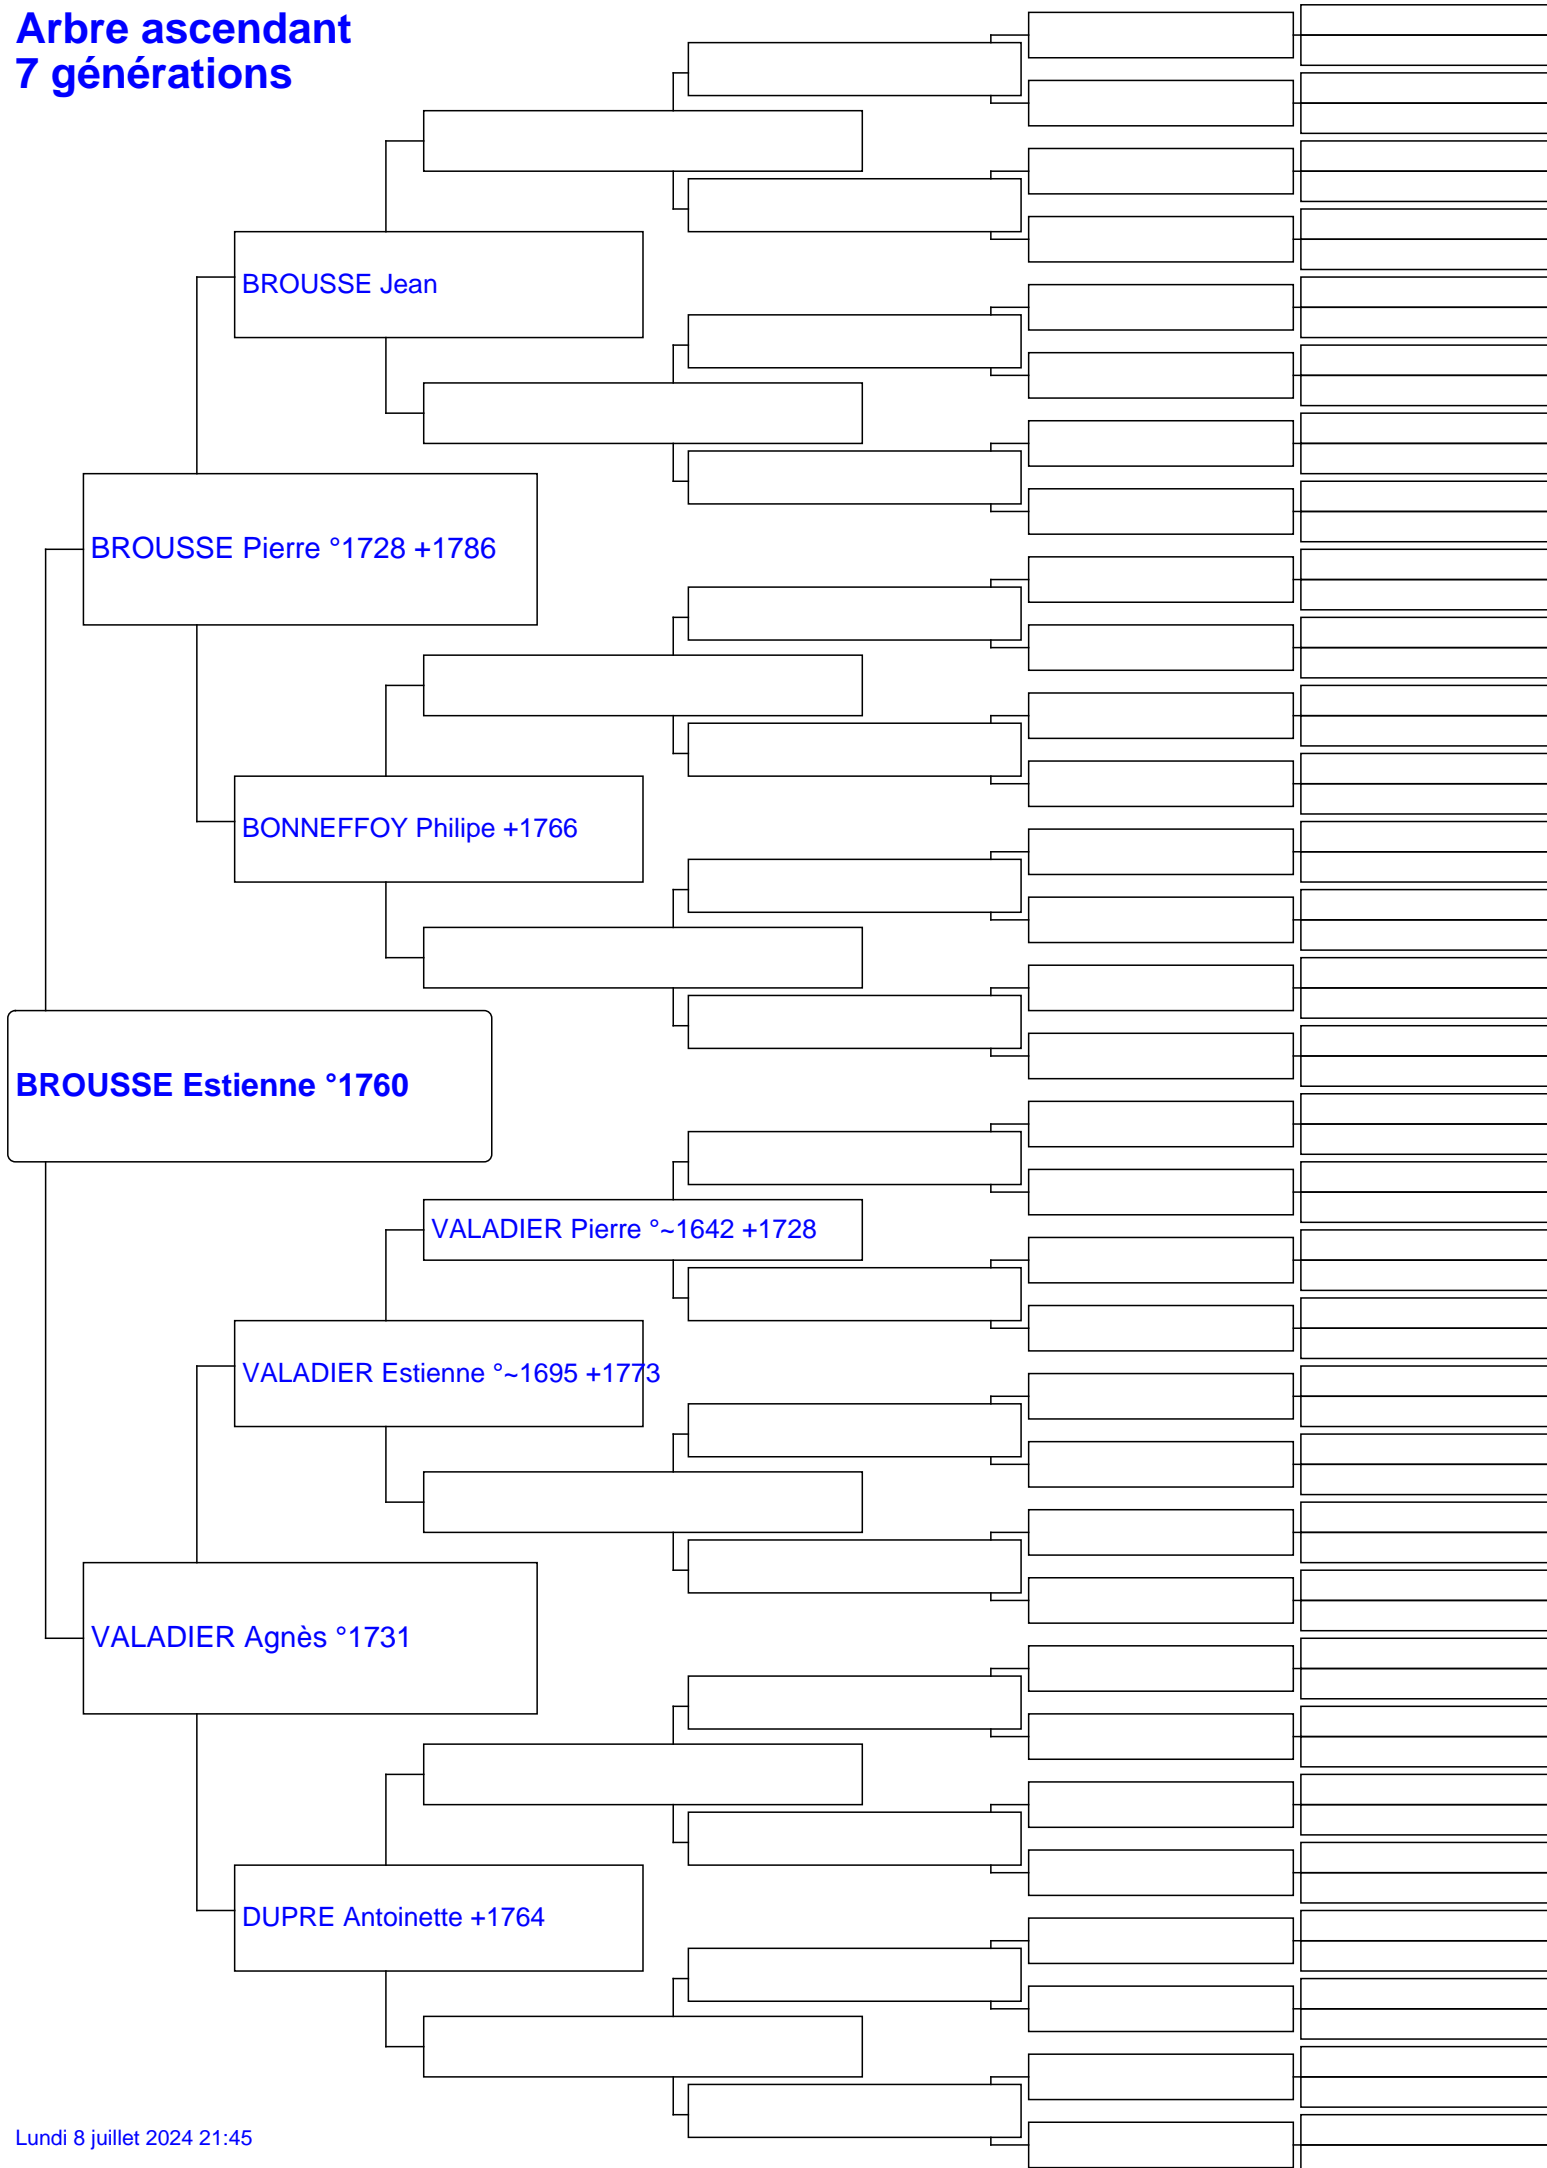 Arbre ascendant
7 générations
BROUSSE Jean
BROUSSE Pierre °1728 +1786
BONNEFFOY Philipe +1766
BROUSSE Estienne °1760
VALADIER Pierre °~1642 +1728
VALADIER Estienne °~1695 +1773
VALADIER Agnès °1731
DUPRE Antoinette +1764
Lundi 8 juillet 2024 21:45